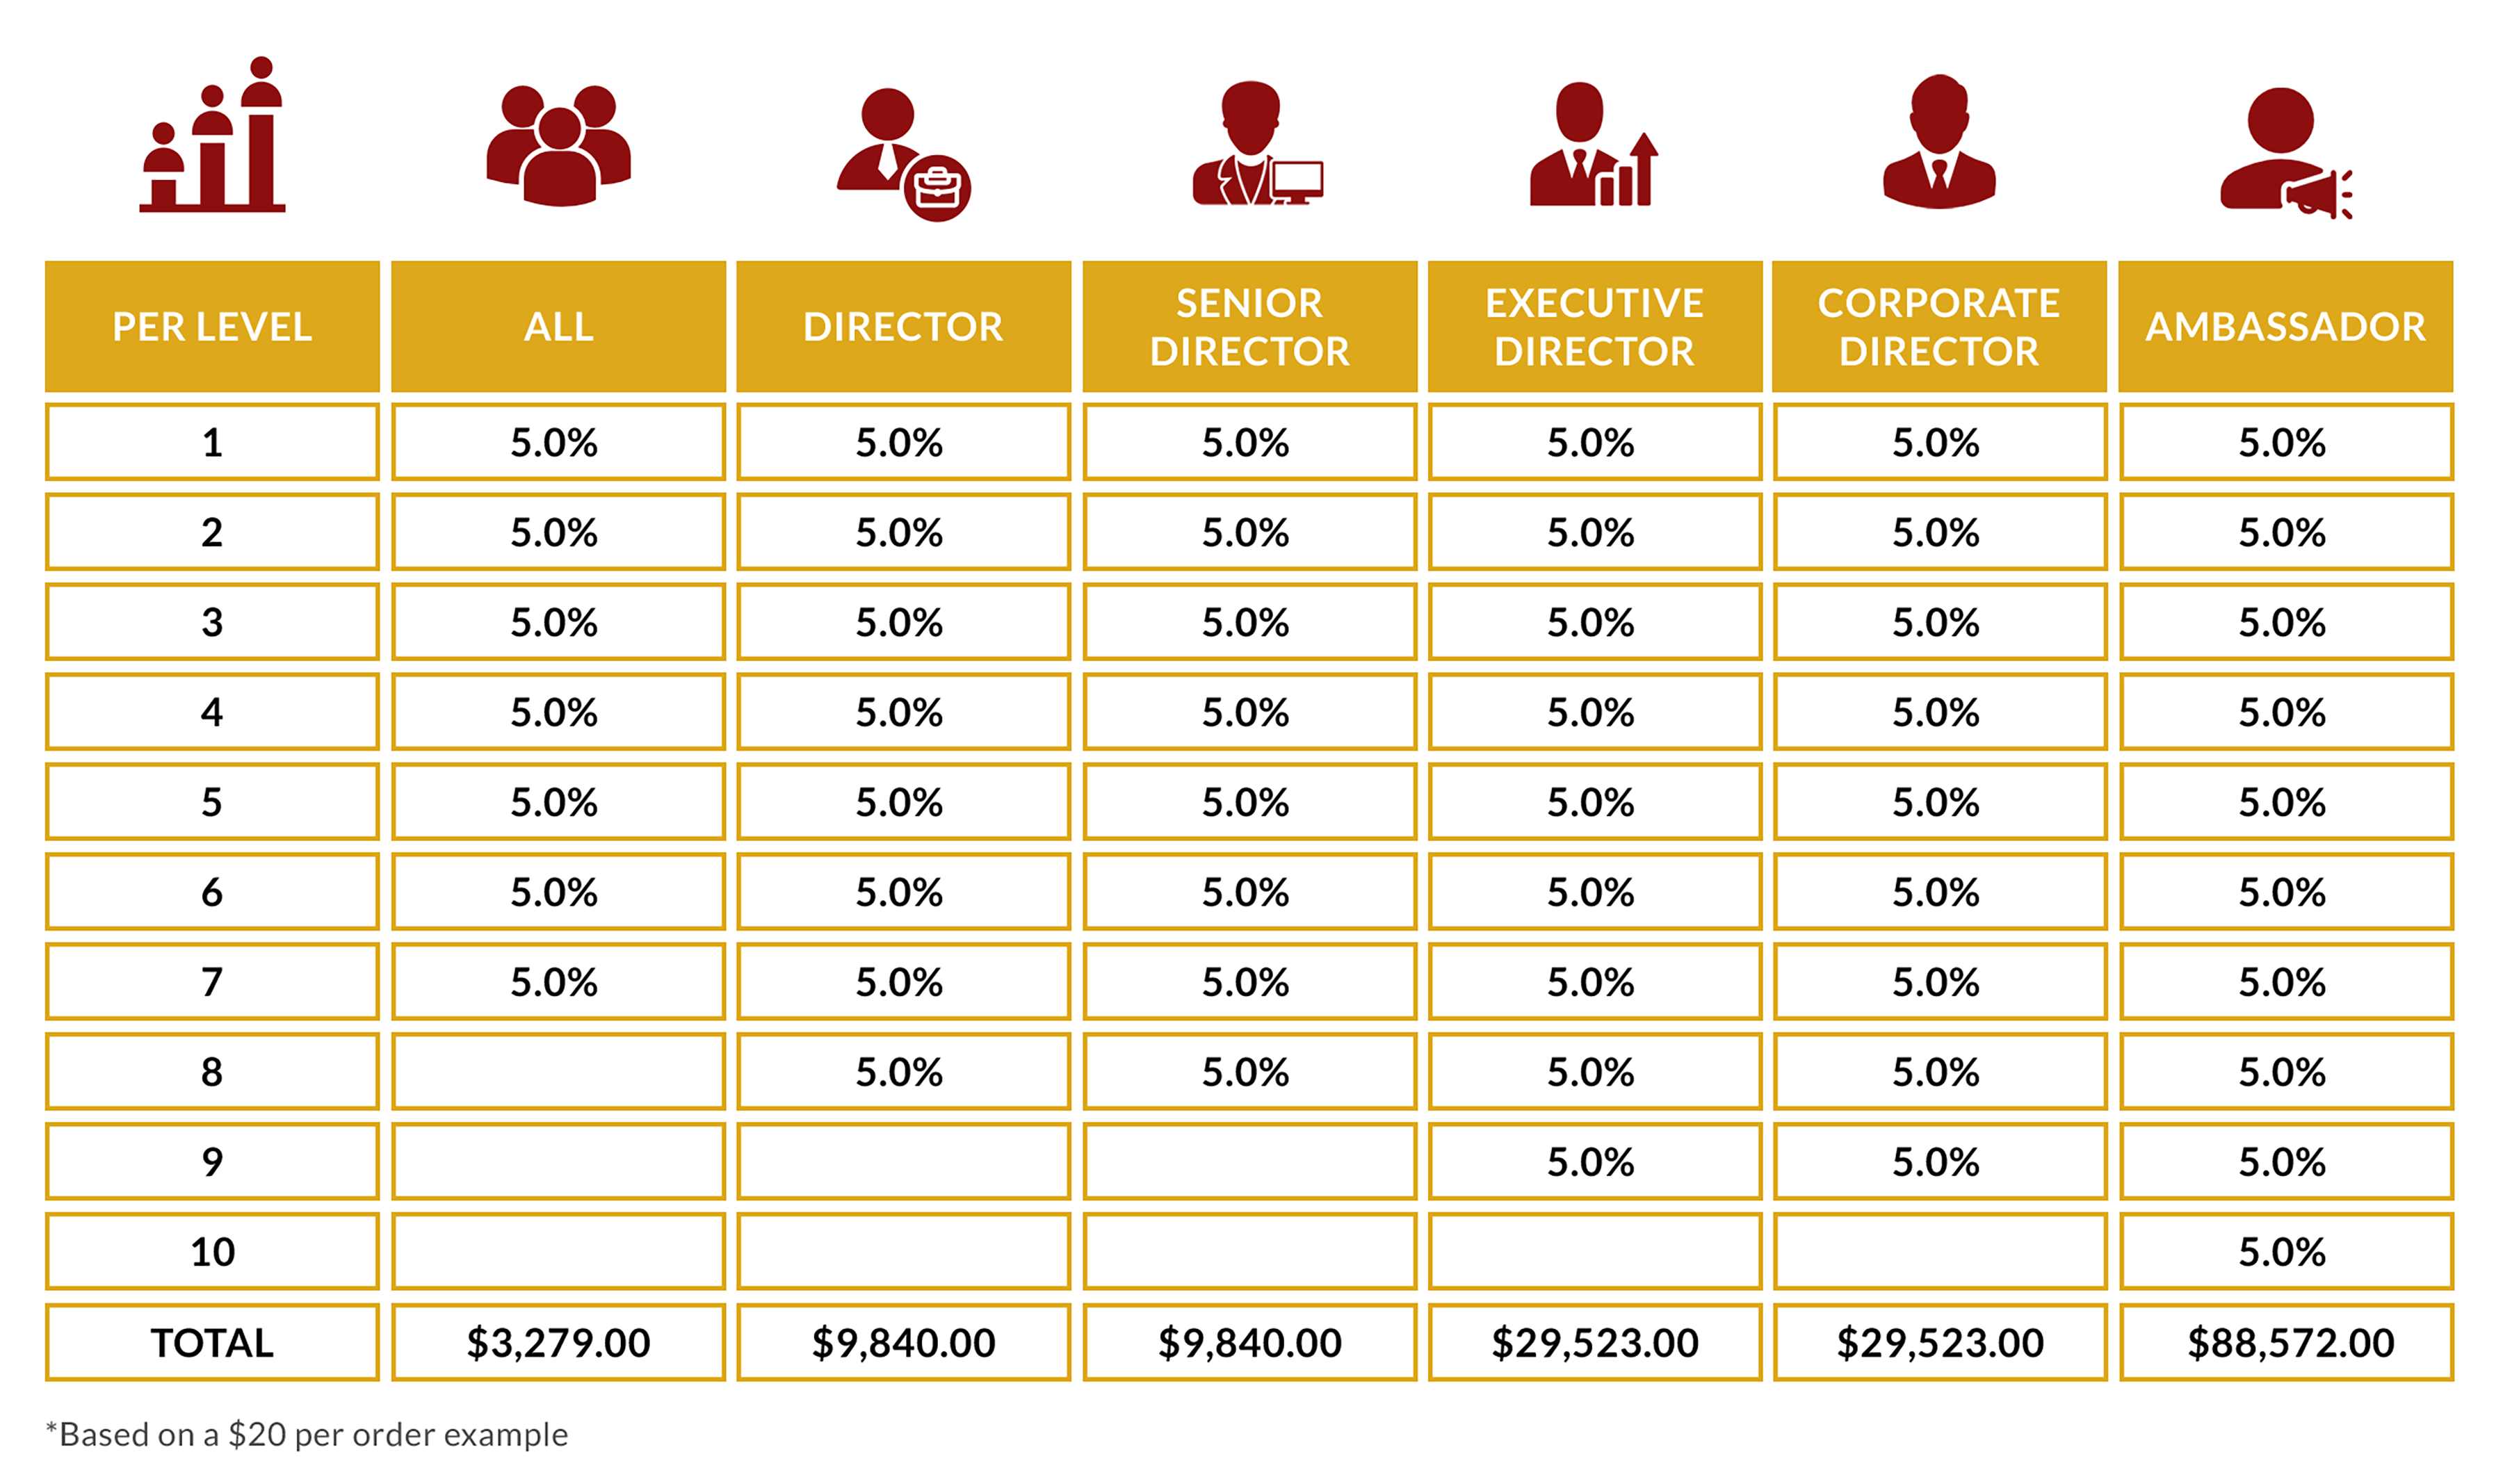 PER LEVEL ALL DIRECTOR SENIOR DIRECTOR EXECUTIVE DIRECTOR CORPORATE DIRECTOR AMBASSADOR
1 5.0% 5.0% 5.0% 5.0% 5.0% 5.0%
2 5.0% 5.0% 5.0% 5.0% 5.0% 5.0%
3 5.0% 5.0% 5.0% 5.0% 5.0% 5.0%
4 5.0% 5.0% 5.0% 5.0% 5.0% 5.0%
5 5.0% 5.0% 5.0% 5.0% 5.0% 5.0%
6 5.0% 5.0% 5.0% 5.0% 5.0% 5.0%
7 5.0% 5.0% 5.0% 5.0% 5.0% 5.0%
8 5.0% 5.0% 5.0% 5.0% 5.0%
9 5.0% 5.0% 5.0%
10 5.0%
TOTAL $3,279.00 $9,840.00 $9,840.00 $29,523.00 $29,523.00 $88,572.00
*Based on a $20 per order example